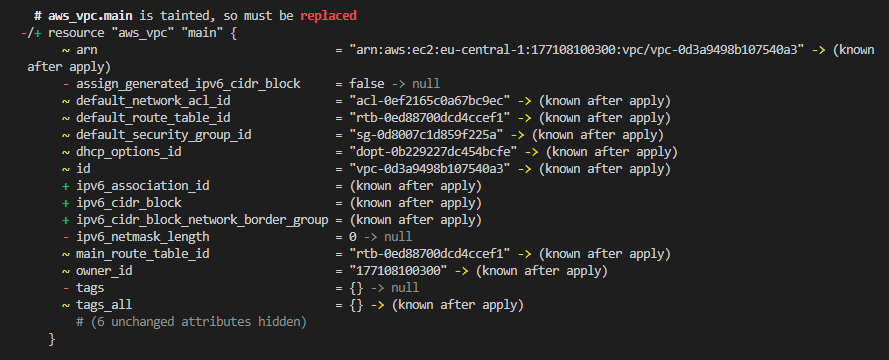 # aws_vpc.main is tainted, so must be replaced
-/+ resource "aws_vpc" "main" {
~ arn = "arn:aws:ec2:eu-central-1:177108100300:vpc/vpc-0d3a9498b107540a3" -> (known
after apply)
- assign_generated_ipv6_cidr_block = false -> null
~ default_network_acl_id = "acl-0ef2165c0a67bc9ec" -> (known after apply)
~ default_route_table_id = "rtb-0ed88700dcd4ccef1" -> (known after apply)
~ default_security_group_id = "sg-0d8007c1d859f225a" -> (known after apply)
~ dhcp_options_id = "dopt-0b229227dc454bcfe" -> (known after apply)
~ id = "vpc-0d3a9498b107540a3" -> (known after apply)
+ ipv6_association_id = (known after apply)
+ ipv6_cidr_block = (known after apply)
+ ipv6_cidr_block_network_border_group = (known after apply)
- ipv6_netmask_length = 0 -> null
~ main_route_table_id = "rtb-0ed88700dcd4ccef1" -> (known after apply)
~ owner_id = "177108100300" -> (known after apply)
- tags = {} -> null
~ tags_all = {} -> (known after apply)
# (6 unchanged attributes hidden)
}